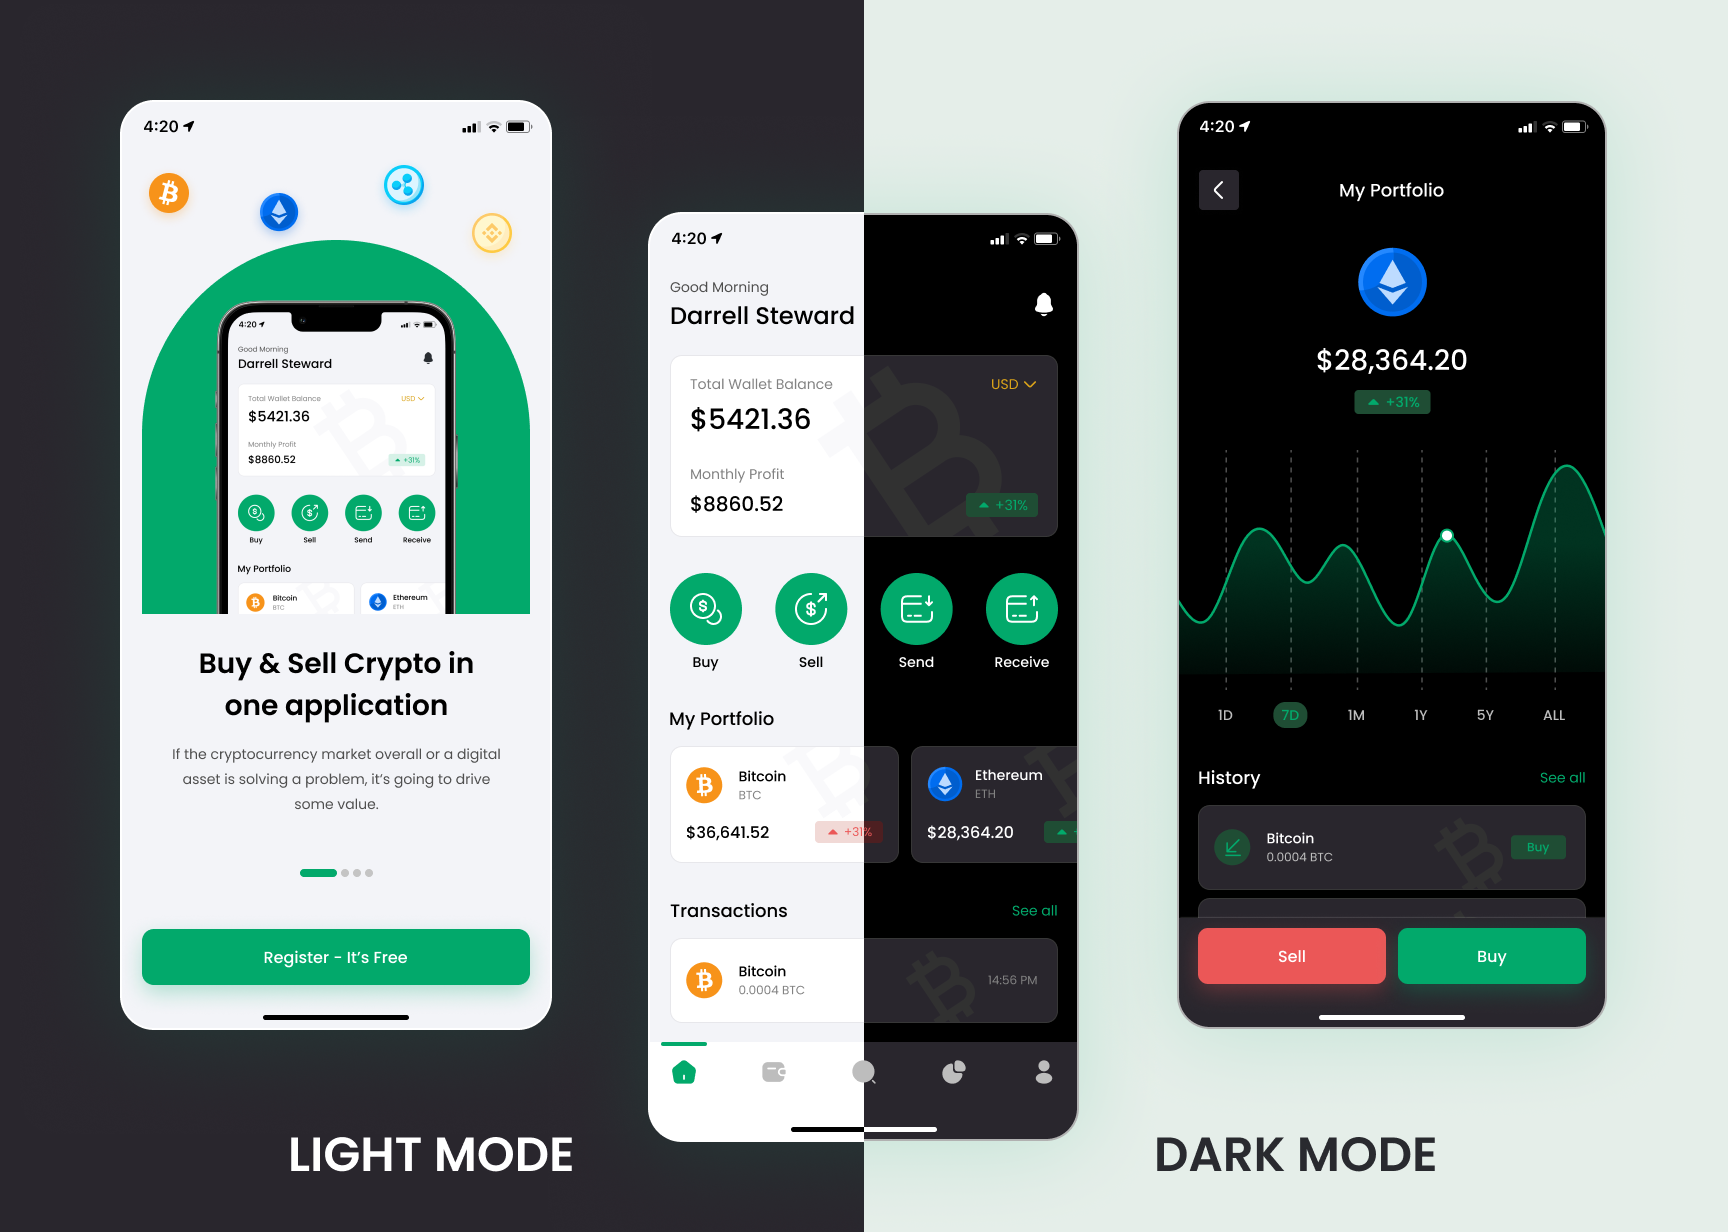 4:20
4:20
Good Morning
Darrell Steward
Total Wallet Balance
USD
$5421.36
Monthly Profit
$8860.52
+31%
Buy
Sell
Send
Receive
My Portfolio
Bitcoin
BTC
Ethereum
ETH
Buy & Sell Crypto in
one application
If the cryptocurrency market overall or a digital
asset is solving a problem, it's going to drive
some value.
Register - It's Free
LIGHT MODE
4:20
Good Morning
Darrell Steward
Total Wallet Balance
USD
$5421.36
Monthly Profit
$8860.52
+31%
Buy
Sell
Send
Receive
My Portfolio
Bitcoin
BTC
$36,641.52
+31%
Ethereum
ETH
$28,364.20
+
Transactions
See all
Bitcoin
0.0004 BTC
14:56 PM
4:20
My Portfolio
$28,364.20
+31%
1D
7D
1M
1Y
5Y
ALL
History
See all
Bitcoin
0.0004 BTC
Buy
Sell
Buy
DARK MODE